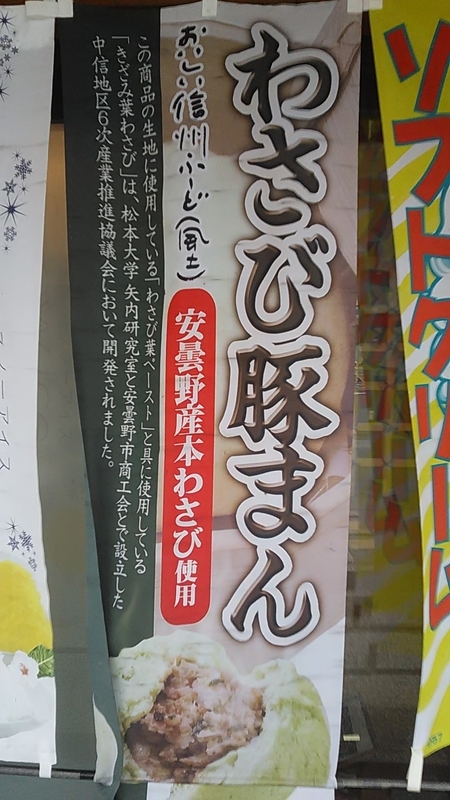 わさび豚まん
おいしい信州ふーど(風土)
安曇野産本わさび使用
この商品の生地に使用している「わさび葉ペースト」と具に使用している
「きざみ葉わさび」は、松本大学 矢内研究室と安曇野市商工会とで設立した
中信地区6次産業推進協議会において開発されました。
ソフトクリーム